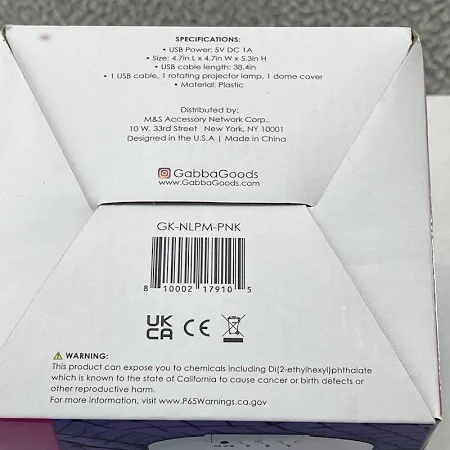 SPECIFICATIONS:
• USB Power: 5V DC 1A
• Size: 4.7in L x 4.7in W x 5.3in H
• USB cable length: 38.4in
• 1 USB cable, 1 rotating projector lamp, 1 dome cover
• Material: Plastic
Distributed by:
M&S Accessory Network Corp.,
10 W. 33rd Street New York, NY 10001
Designed in the U.S.A | Made in China
GabbaGoods
www.GabbaGoods.com
GK-NLPM-PNK
8 10002 17910 5
UK
CA CE
WARNING:
This product can expose you to chemicals including Di(2-ethylhexyl)phthalate
which is known to the state of California to cause cancer or birth defects or
other reproductive harm.
For more information, visit www.P65Warnings.ca.gov